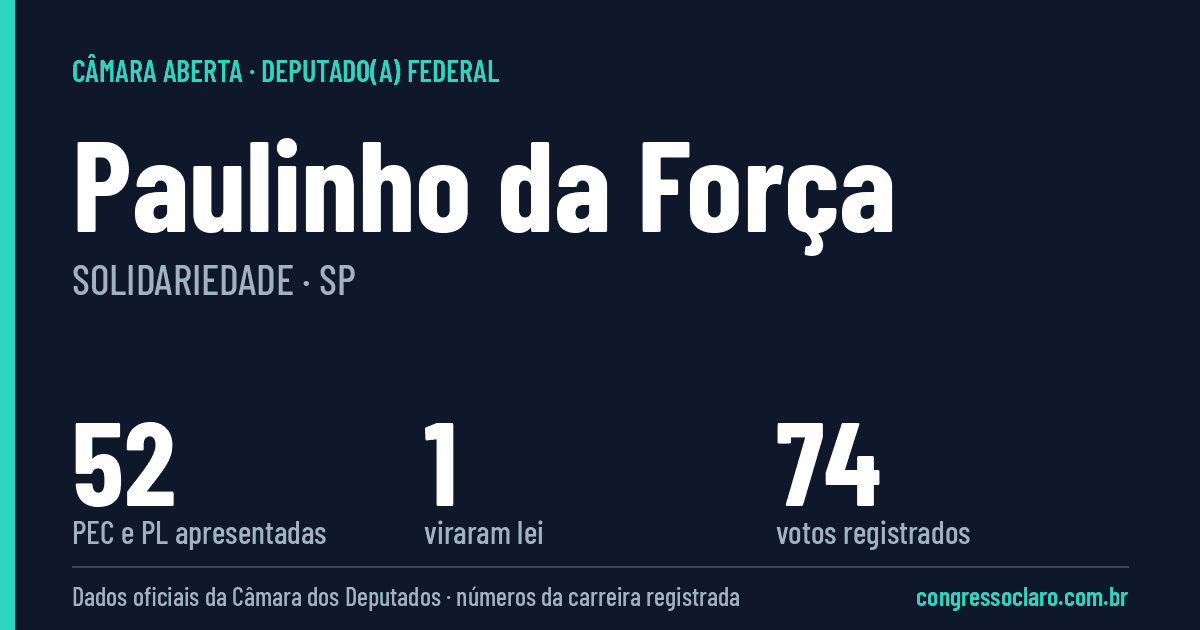 CÂMARA ABERTA · DEPUTADO(A) FEDERAL
Paulinho da Força
SOLIDARIEDADE · SP
52 1 74
PEC e PL apresentadas viraram lei votos registrados
Dados oficiais da Câmara dos Deputados · números da carreira registrada congressoclaro.com.br